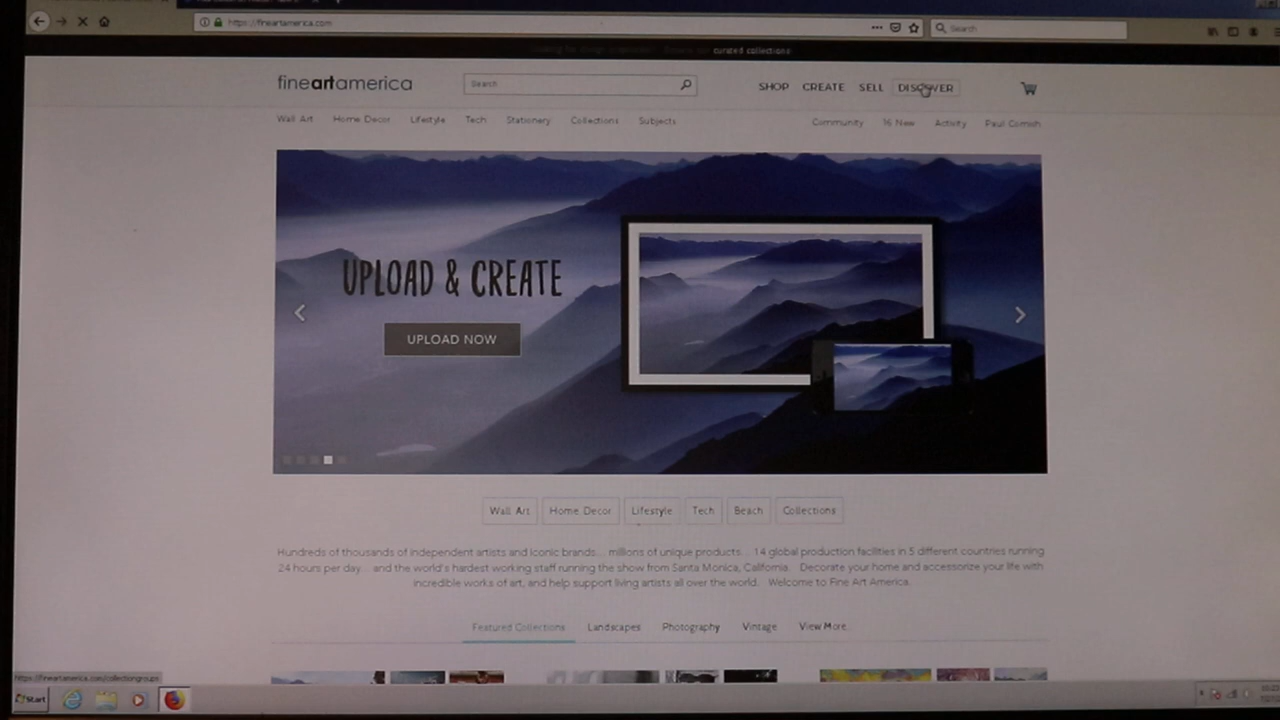 https://fineartamerica.com
Search
curated collections
fineartamerica
Search
SHOP CREATE SELL DISCOVER
Wall Art Home Decor Lifestyle Tech Stationery Collections Subjects
Community 16 New Activity Paul Cornish
UPLOAD & CREATE
UPLOAD NOW
Wall Art Home Decor Lifestyle Tech Beach Collections
Hundreds of thousands of independent artists and iconic brands... millions of unique products... 14 global production facilities in 5 different countries running
24 hours per day... and the world's hardest working staff running the show from Santa Monica, California. Decorate your home and accessorize your life with
incredible works of art, and help support living artists all over the world. Welcome to Fine Art America.
Featured Collections Landscapes Photography Vintage View More...
https://fineartamerica.com/collectiongroups
Start